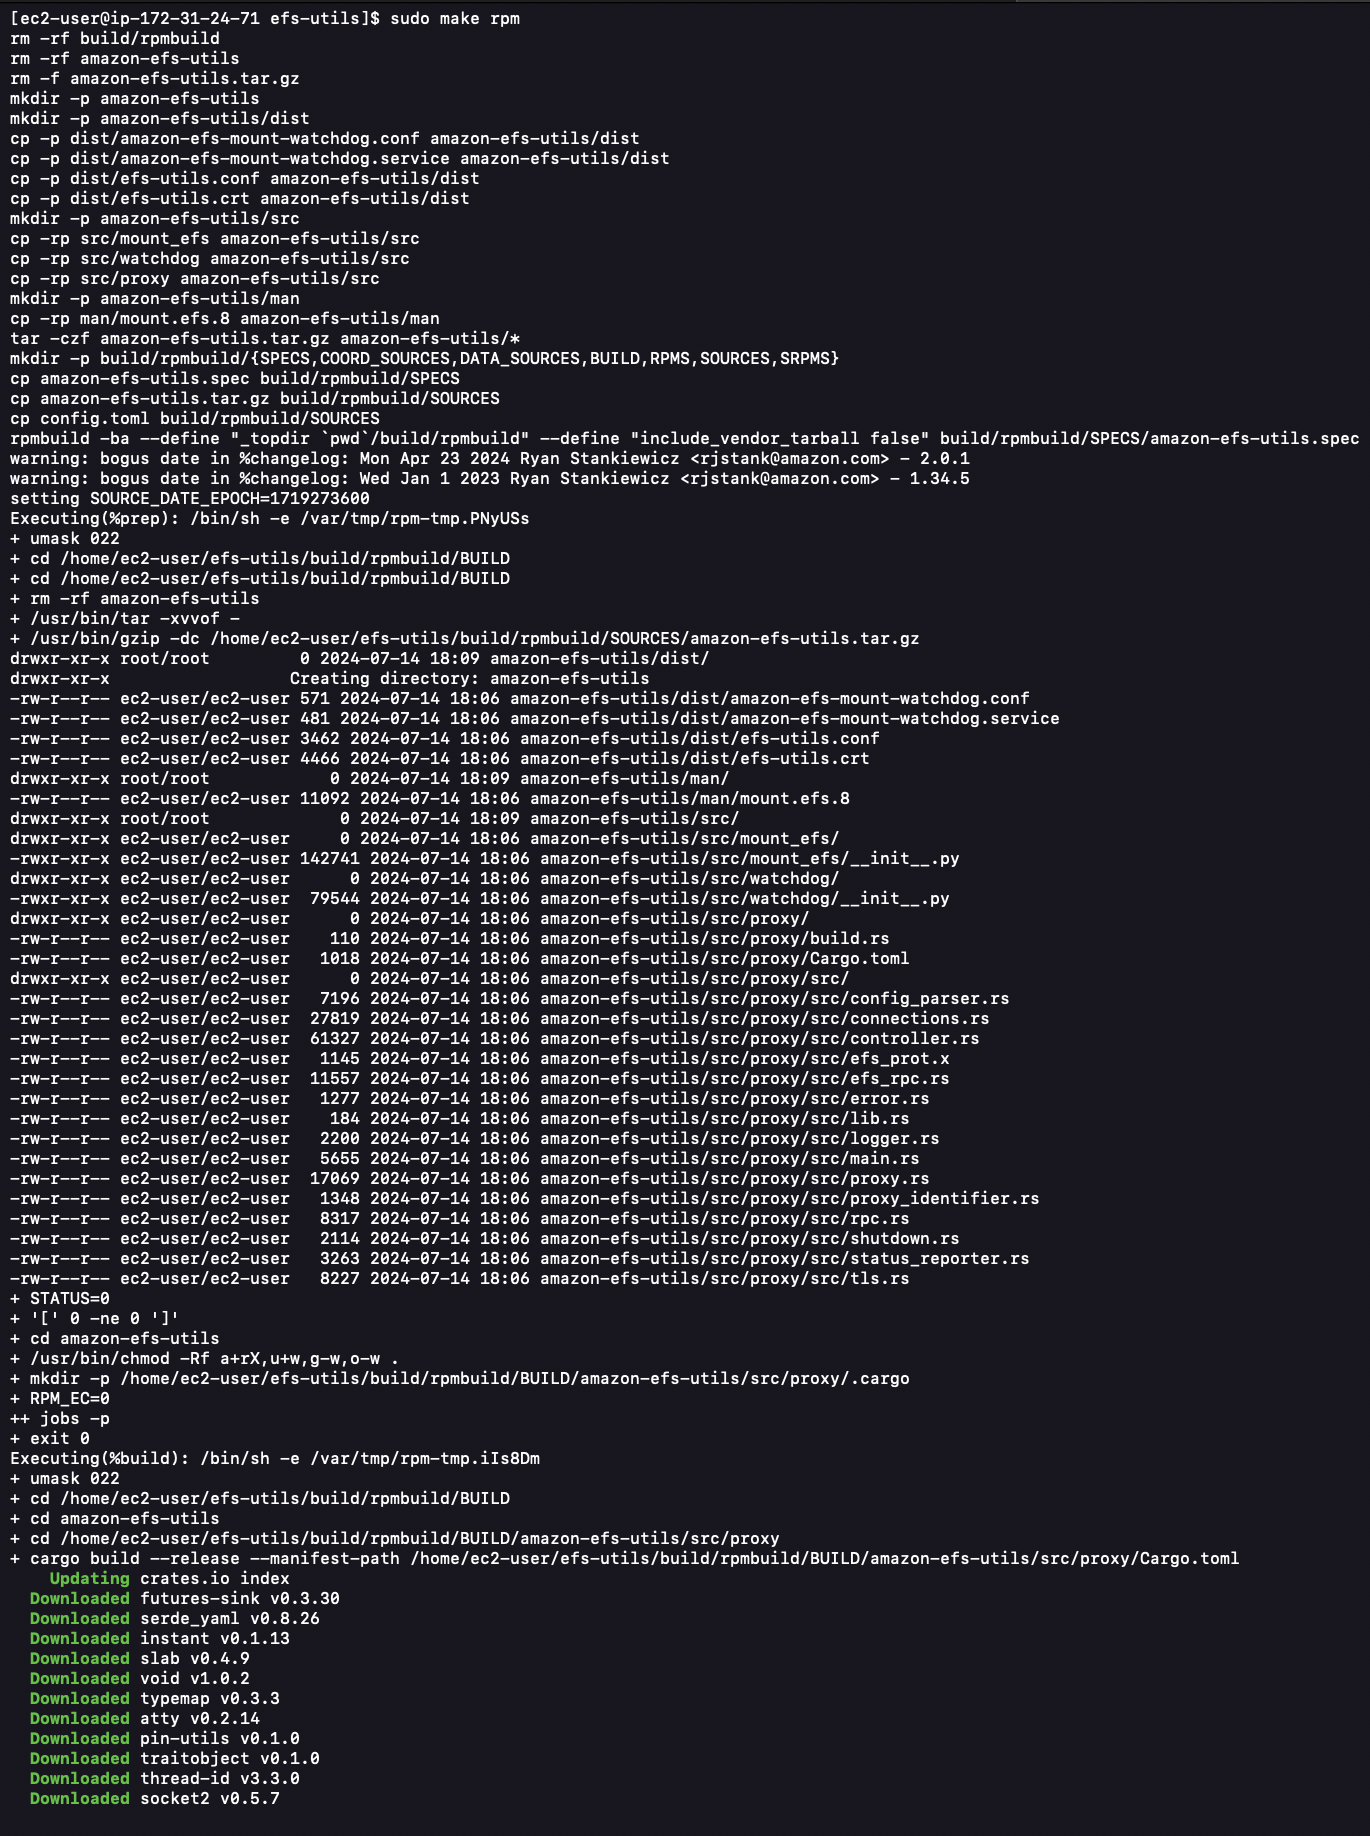 [ec2-user@ip-172-31-24-71 efs-utils]$ sudo make rpm
rm -rf build/rpmbuild
rm -rf amazon-efs-utils
rm -f amazon-efs-utils.tar.gz
mkdir -p amazon-efs-utils
mkdir -p amazon-efs-utils/dist
cp -p dist/amazon-efs-mount-watchdog.conf amazon-efs-utils/dist
cp -p dist/amazon-efs-mount-watchdog.service amazon-efs-utils/dist
cp -p dist/efs-utils.conf amazon-efs-utils/dist
cp -p dist/efs-utils.crt amazon-efs-utils/dist
mkdir -p amazon-efs-utils/src
cp -rp src/mount_efs amazon-efs-utils/src
cp -rp src/watchdog amazon-efs-utils/src
cp -rp src/proxy amazon-efs-utils/src
mkdir -p amazon-efs-utils/man
cp -rp man/mount.efs.8 amazon-efs-utils/man
tar -czf amazon-efs-utils.tar.gz amazon-efs-utils/*
mkdir -p build/rpmbuild/{SPECS,COORD_SOURCES,DATA_SOURCES,BUILD,RPMS,SOURCES,SRPMS}
cp amazon-efs-utils.spec build/rpmbuild/SPECS
cp amazon-efs-utils.tar.gz build/rpmbuild/SOURCES
cp config.toml build/rpmbuild/SOURCES
rpmbuild -ba --define "_topdir `pwd`/build/rpmbuild" --define "include_vendor_tarball false" build/rpmbuild/SPECS/amazon-efs-utils.spec
warning: bogus date in %changelog: Mon Apr 23 2024 Ryan Stankiewicz <rjstank@amazon.com> - 2.0.1
warning: bogus date in %changelog: Wed Jan 1 2023 Ryan Stankiewicz <rjstank@amazon.com> - 1.34.5
setting SOURCE_DATE_EPOCH=1719273600
Executing(%prep): /bin/sh -e /var/tmp/rpm-tmp.PNyUSs
+ umask 022
+ cd /home/ec2-user/efs-utils/build/rpmbuild/BUILD
+ cd /home/ec2-user/efs-utils/build/rpmbuild/BUILD
+ rm -rf amazon-efs-utils
+ /usr/bin/tar -xvvof -
+ /usr/bin/gzip -dc /home/ec2-user/efs-utils/build/rpmbuild/SOURCES/amazon-efs-utils.tar.gz
drwxr-xr-x root/root         0 2024-07-14 18:09 amazon-efs-utils/dist/
drwxr-xr-x                  Creating directory: amazon-efs-utils
-rw-r--r-- ec2-user/ec2-user 571 2024-07-14 18:06 amazon-efs-utils/dist/amazon-efs-mount-watchdog.conf
-rw-r--r-- ec2-user/ec2-user 481 2024-07-14 18:06 amazon-efs-utils/dist/amazon-efs-mount-watchdog.service
-rw-r--r-- ec2-user/ec2-user 3462 2024-07-14 18:06 amazon-efs-utils/dist/efs-utils.conf
-rw-r--r-- ec2-user/ec2-user 4466 2024-07-14 18:06 amazon-efs-utils/dist/efs-utils.crt
drwxr-xr-x root/root            0 2024-07-14 18:09 amazon-efs-utils/man/
-rw-r--r-- ec2-user/ec2-user 11092 2024-07-14 18:06 amazon-efs-utils/man/mount.efs.8
drwxr-xr-x root/root             0 2024-07-14 18:09 amazon-efs-utils/src/
drwxr-xr-x ec2-user/ec2-user     0 2024-07-14 18:06 amazon-efs-utils/src/mount_efs/
-rwxr-xr-x ec2-user/ec2-user 142741 2024-07-14 18:06 amazon-efs-utils/src/mount_efs/__init__.py
drwxr-xr-x ec2-user/ec2-user      0 2024-07-14 18:06 amazon-efs-utils/src/watchdog/
-rwxr-xr-x ec2-user/ec2-user  79544 2024-07-14 18:06 amazon-efs-utils/src/watchdog/__init__.py
drwxr-xr-x ec2-user/ec2-user      0 2024-07-14 18:06 amazon-efs-utils/src/proxy/
-rw-r--r-- ec2-user/ec2-user    110 2024-07-14 18:06 amazon-efs-utils/src/proxy/build.rs
-rw-r--r-- ec2-user/ec2-user   1018 2024-07-14 18:06 amazon-efs-utils/src/proxy/Cargo.toml
drwxr-xr-x ec2-user/ec2-user      0 2024-07-14 18:06 amazon-efs-utils/src/proxy/src/
-rw-r--r-- ec2-user/ec2-user   7196 2024-07-14 18:06 amazon-efs-utils/src/proxy/src/config_parser.rs
-rw-r--r-- ec2-user/ec2-user  27819 2024-07-14 18:06 amazon-efs-utils/src/proxy/src/connections.rs
-rw-r--r-- ec2-user/ec2-user  61327 2024-07-14 18:06 amazon-efs-utils/src/proxy/src/controller.rs
-rw-r--r-- ec2-user/ec2-user   1145 2024-07-14 18:06 amazon-efs-utils/src/proxy/src/efs_prot.x
-rw-r--r-- ec2-user/ec2-user  11557 2024-07-14 18:06 amazon-efs-utils/src/proxy/src/efs_rpc.rs
-rw-r--r-- ec2-user/ec2-user   1277 2024-07-14 18:06 amazon-efs-utils/src/proxy/src/error.rs
-rw-r--r-- ec2-user/ec2-user    184 2024-07-14 18:06 amazon-efs-utils/src/proxy/src/lib.rs
-rw-r--r-- ec2-user/ec2-user   2200 2024-07-14 18:06 amazon-efs-utils/src/proxy/src/logger.rs
-rw-r--r-- ec2-user/ec2-user   5655 2024-07-14 18:06 amazon-efs-utils/src/proxy/src/main.rs
-rw-r--r-- ec2-user/ec2-user  17069 2024-07-14 18:06 amazon-efs-utils/src/proxy/src/proxy.rs
-rw-r--r-- ec2-user/ec2-user   1348 2024-07-14 18:06 amazon-efs-utils/src/proxy/src/proxy_identifier.rs
-rw-r--r-- ec2-user/ec2-user   8317 2024-07-14 18:06 amazon-efs-utils/src/proxy/src/rpc.rs
-rw-r--r-- ec2-user/ec2-user   2114 2024-07-14 18:06 amazon-efs-utils/src/proxy/src/shutdown.rs
-rw-r--r-- ec2-user/ec2-user   3263 2024-07-14 18:06 amazon-efs-utils/src/proxy/src/status_reporter.rs
-rw-r--r-- ec2-user/ec2-user   8227 2024-07-14 18:06 amazon-efs-utils/src/proxy/src/tls.rs
+ STATUS=0
+ '[' 0 -ne 0 ']'
+ cd amazon-efs-utils
+ /usr/bin/chmod -Rf a+rX,u+w,g-w,o-w .
+ mkdir -p /home/ec2-user/efs-utils/build/rpmbuild/BUILD/amazon-efs-utils/src/proxy/.cargo
+ RPM_EC=0
++ jobs -p
+ exit 0
Executing(%build): /bin/sh -e /var/tmp/rpm-tmp.iIs8Dm
+ umask 022
+ cd /home/ec2-user/efs-utils/build/rpmbuild/BUILD
+ cd amazon-efs-utils
+ cd /home/ec2-user/efs-utils/build/rpmbuild/BUILD/amazon-efs-utils/src/proxy
+ cargo build --release --manifest-path /home/ec2-user/efs-utils/build/rpmbuild/BUILD/amazon-efs-utils/src/proxy/Cargo.toml
    Updating crates.io index
  Downloaded futures-sink v0.3.30
  Downloaded serde_yaml v0.8.26
  Downloaded instant v0.1.13
  Downloaded slab v0.4.9
  Downloaded void v1.0.2
  Downloaded typemap v0.3.3
  Downloaded atty v0.2.14
  Downloaded pin-utils v0.1.0
  Downloaded traitobject v0.1.0
  Downloaded thread-id v3.3.0
  Downloaded socket2 v0.5.7